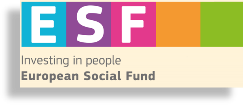 ESF
Investing in people
European Social Fund